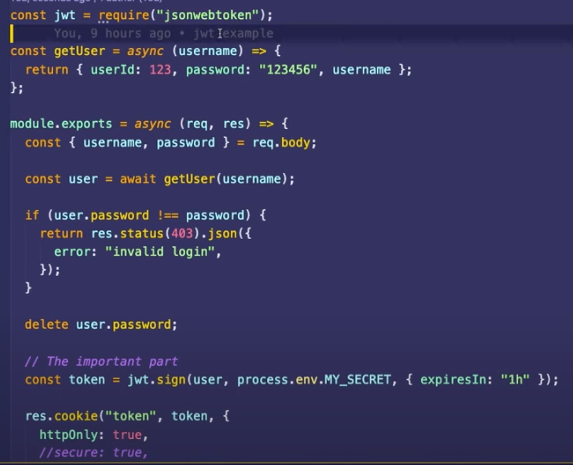 const jwt = require("jsonwebtoken");
You, 9 hours ago • jwt example
const getUser = async (username) => {
return { userId: 123, password: "123456", username };
};
module.exports = async (req, res) => {
const { username, password } = req.body;
const user = await getUser(username);
if (user.password !== password) {
return res.status(403).json({
error: "invalid login",
});
}
delete user.password;
// The important part
const token = jwt.sign(user, process.env.MY_SECRET, { expiresIn: "1h" });
res.cookie("token", token, {
httpOnly: true,
//secure: true,